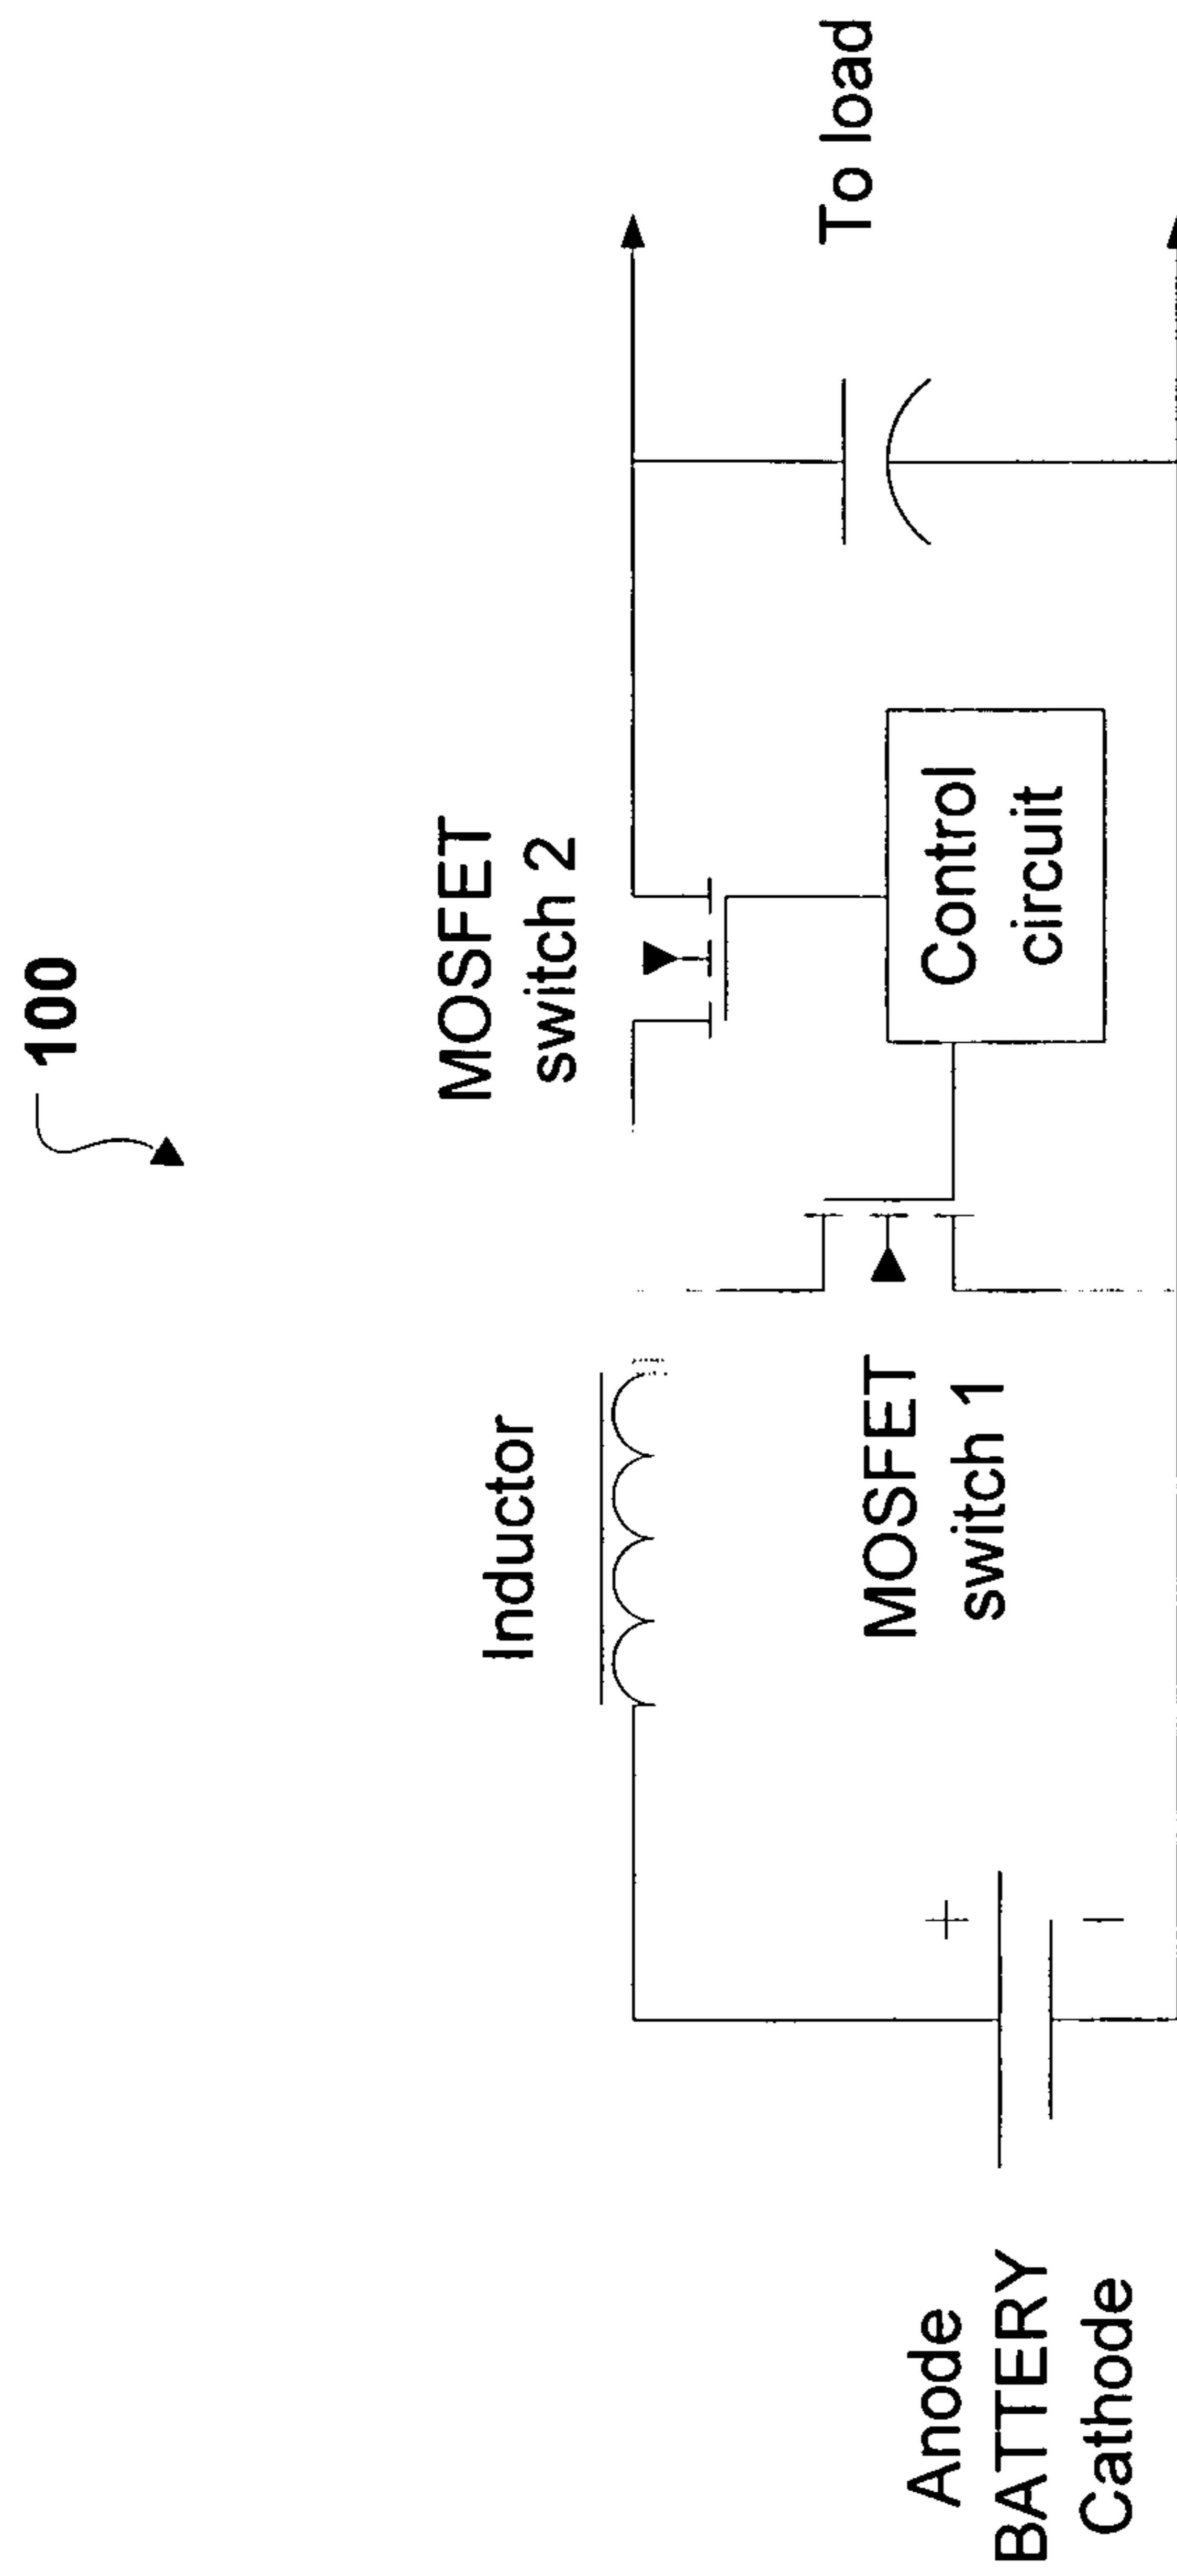 100
MOSFET
switch 2
Inductor
To load
MOSFET
switch 1
Control
circuit
+
−
Anode
BATTERY
Cathode